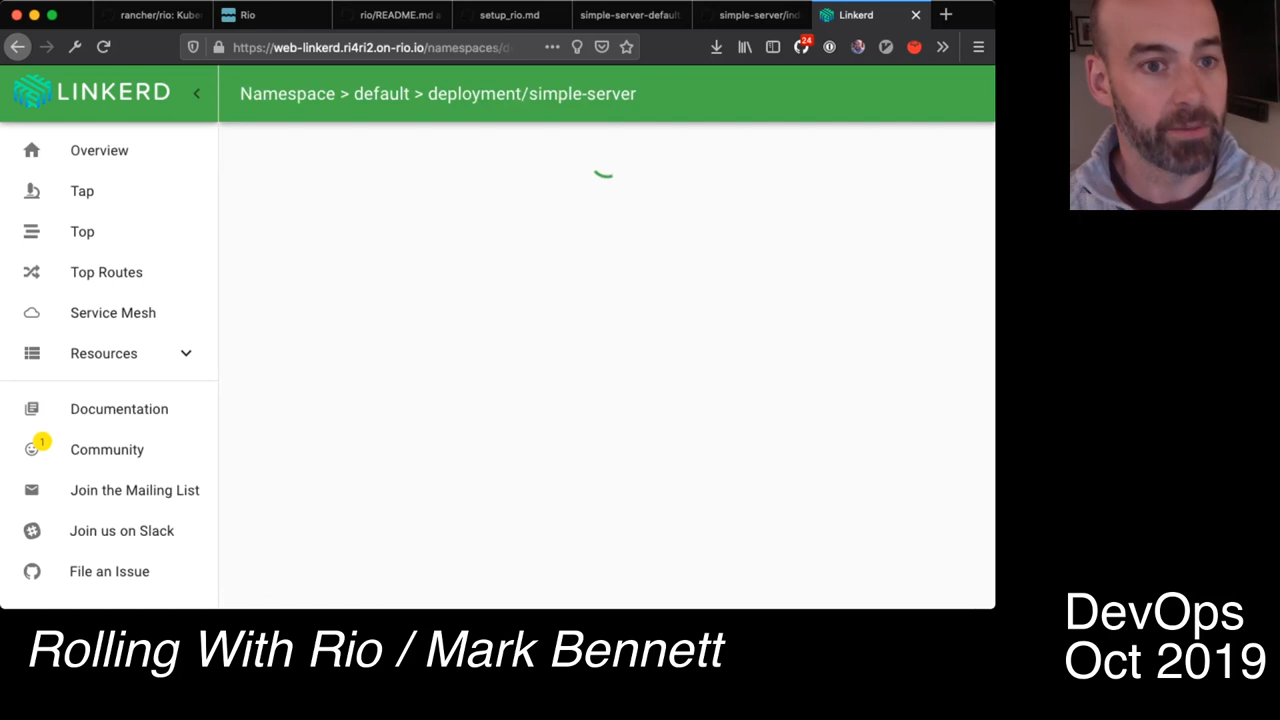 rancher/rio: Kube
Rio
rio/README.md a
setup_rio.md
simple-server-default.
simple-server/ind
Linkerd
https://web-linkerd.ri4ri2.on-rio.io/namespaces/d
24
LINKERD
Namespace > default > deployment/simple-server
Overview
Tap
Top
Top Routes
Service Mesh
Resources
Documentation
1
Community
Join the Mailing List
Join us on Slack
File an Issue
Rolling With Rio / Mark Bennett
DevOps
Oct 2019